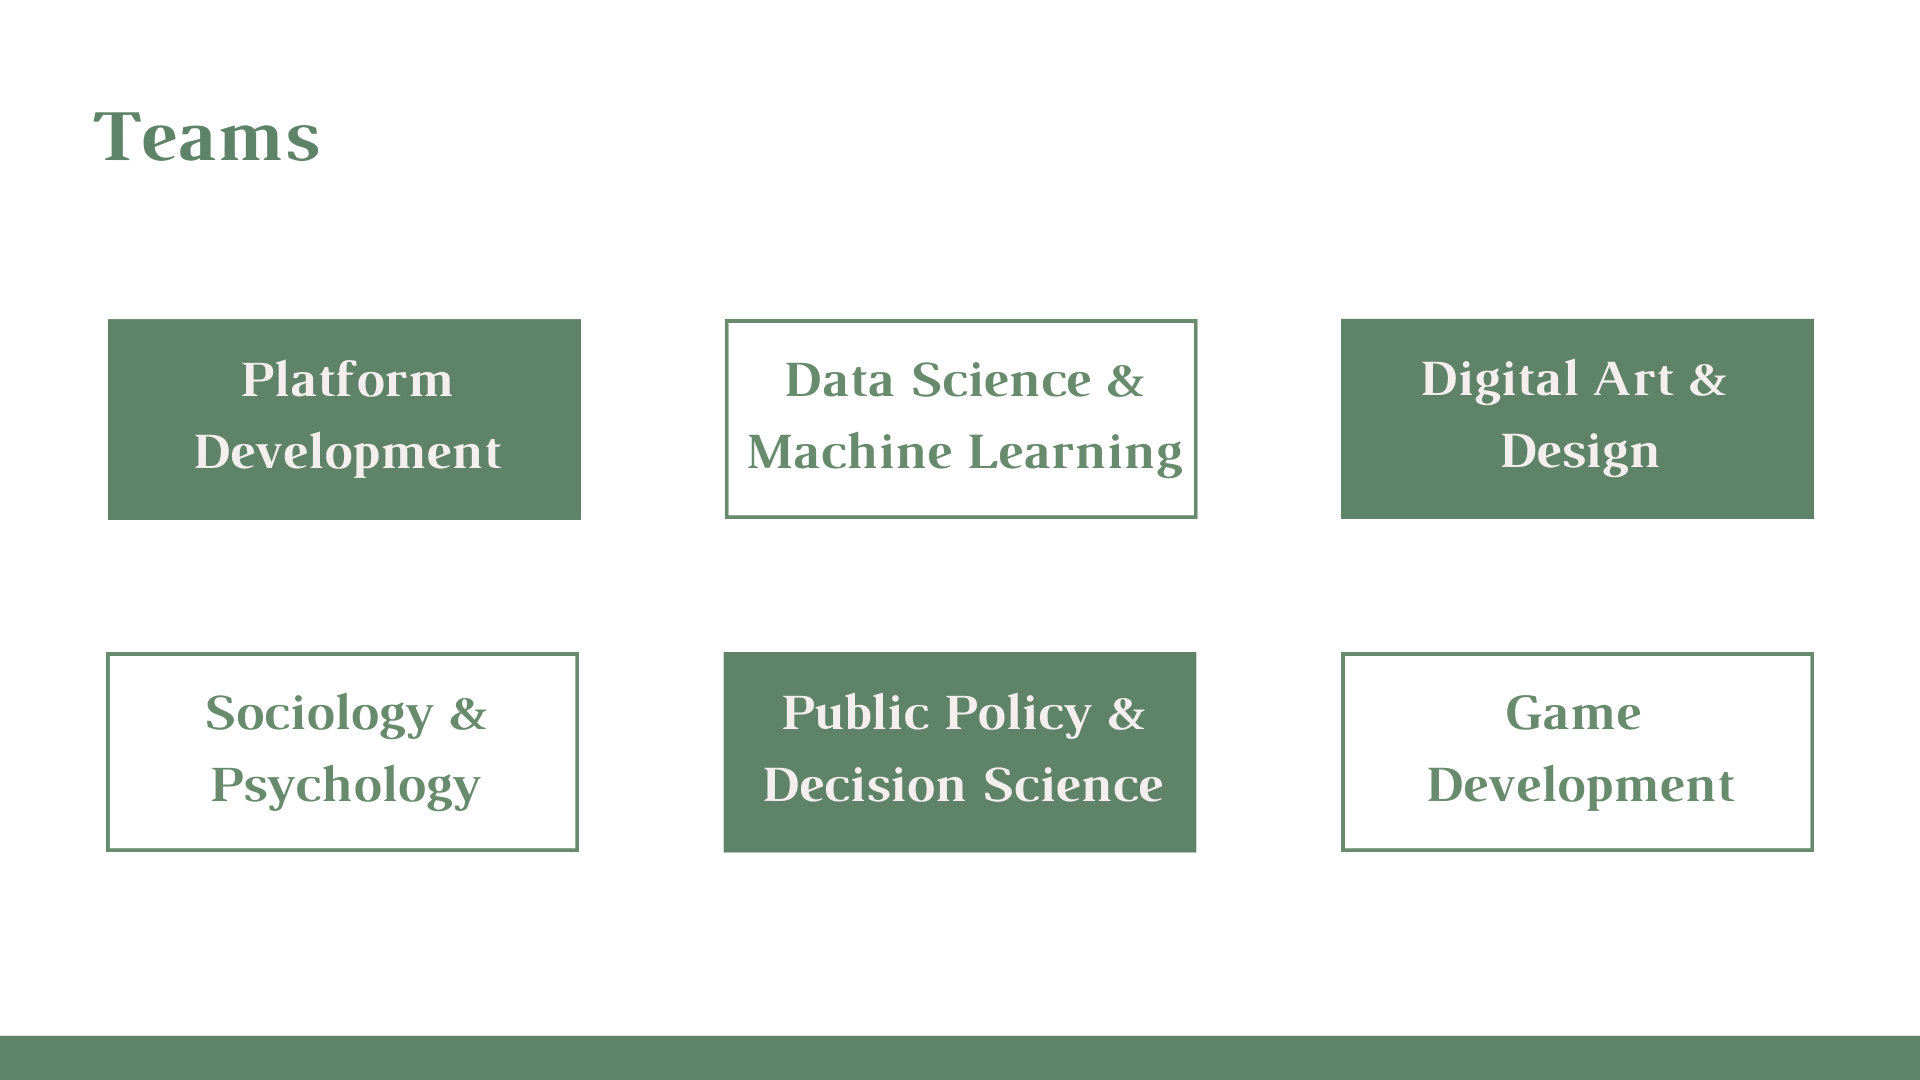 Teams
Platform
Development
Data Science &
Machine Learning
Digital Art &
Design
Sociology &
Psychology
Public Policy &
Decision Science
Game
Development